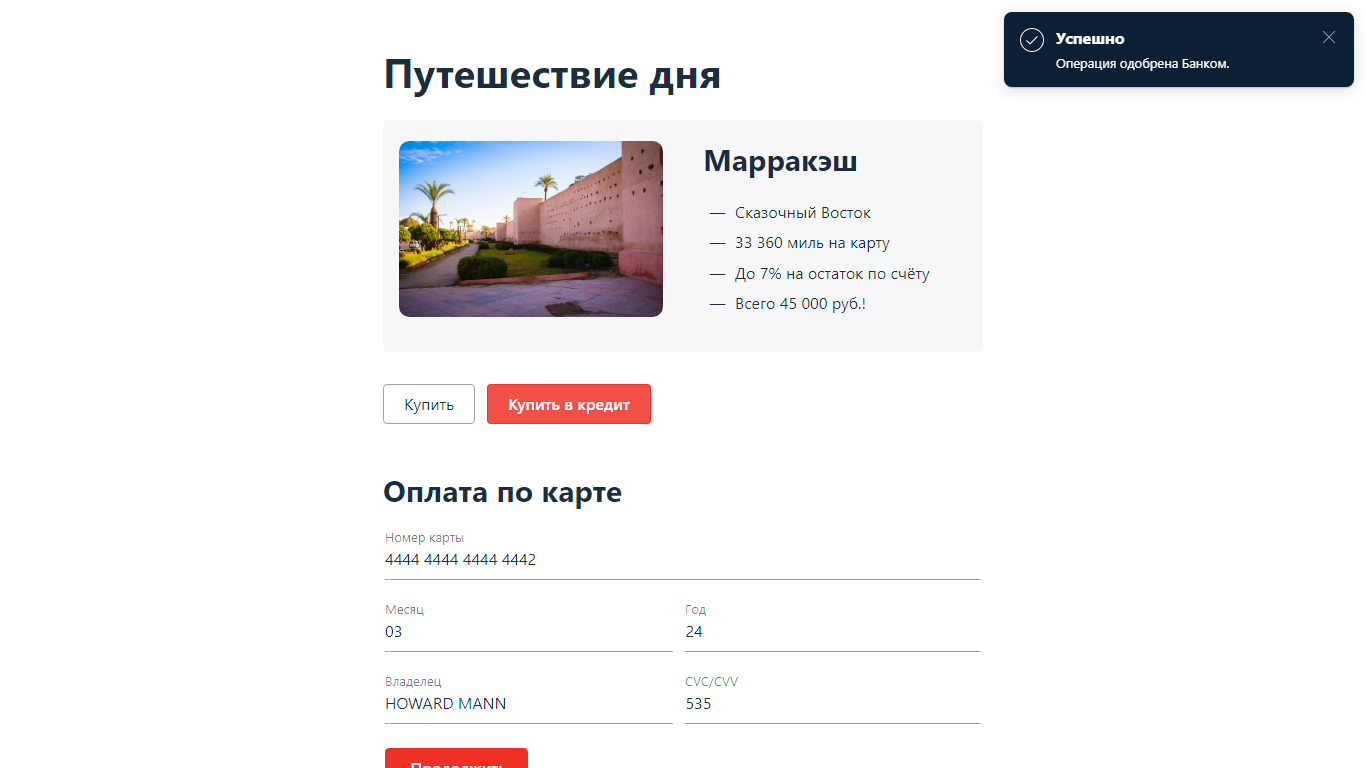 Успешно
Операция одобрена Банком.
Путешествие дня
Марракэш
— Сказочный Восток
— 33 360 миль на карту
— До 7% на остаток по счёту
— Всего 45 000 руб.!
Купить
Купить в кредит
Оплата по карте
Номер карты
4444 4444 4444 4442
Месяц
Год
03
24
Владелец
CVC/CVV
HOWARD MANN
535
Продолжить